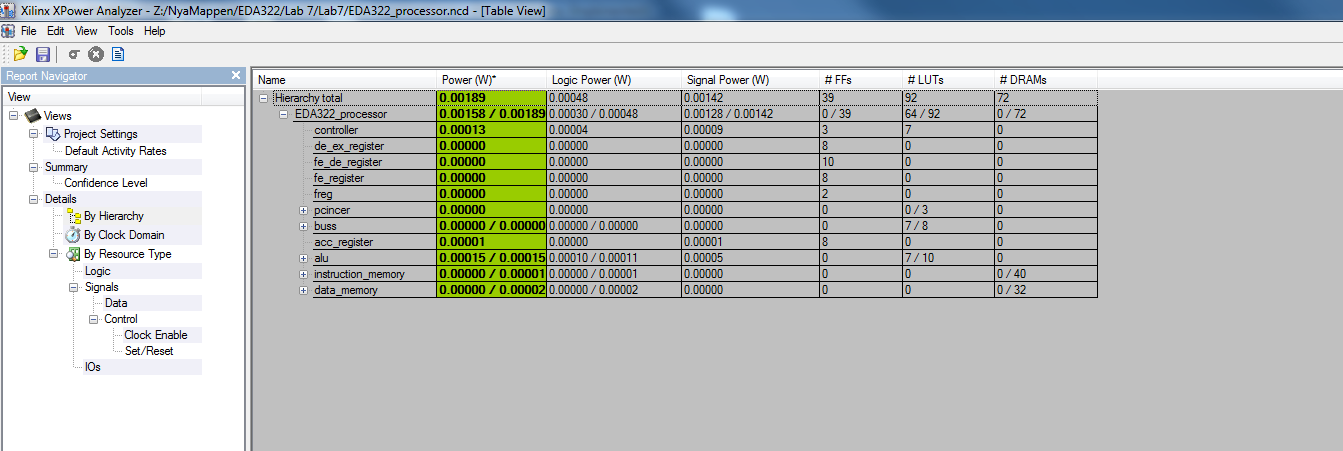 Xilinx XPower Analyzer - Z:/NyaMappen/EDA322/Lab 7/Lab7/EDA322_processor.ncd - [Table View]
File Edit View Tools Help
Report Navigator
View
Views
Project Settings
Default Activity Rates
Summary
Confidence Level
Details
By Hierarchy
By Clock Domain
By Resource Type
Logic
Signals
Data
Control
Clock Enable
Set/Reset
IOs
Name Power (W)* Logic Power (W) Signal Power (W) # FFs # LUTs # DRAMs
Hierarchy total 0.00189 0.00048 0.00142 39 92 72
EDA322_processor 0.00158 / 0.00189 0.00030 / 0.00048 0.00128 / 0.00142 0 / 39 64 / 92 0 / 72
controller 0.00013 0.00004 0.00009 3 7 0
de_ex_register 0.00000 0.00000 0.00000 8 0 0
fe_de_register 0.00000 0.00000 0.00000 10 0 0
fe_register 0.00000 0.00000 0.00000 8 0 0
freg 0.00000 0.00000 0.00000 2 0 0
pcincer 0.00000 0.00000 0.00000 0 0 / 3 0
buss 0.00000 / 0.00000 0.00000 / 0.00000 0.00000 0 7 / 8 0
acc_register 0.00001 0.00000 0.00001 8 0 0
alu 0.00015 / 0.00015 0.00010 / 0.00011 0.00005 0 7 / 10 0
instruction_memory 0.00000 / 0.00001 0.00000 / 0.00001 0.00000 0 0 0 / 40
data_memory 0.00000 / 0.00002 0.00000 / 0.00002 0.00000 0 0 0 / 32